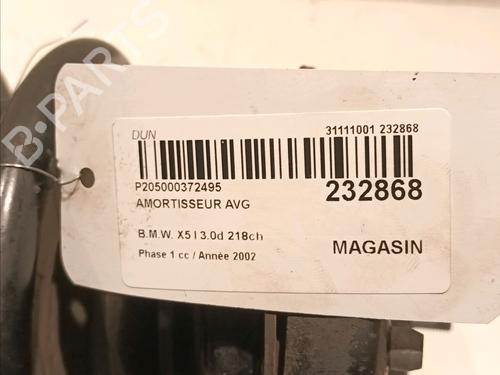 DUN
31111001 232868
P205000372495
232868
AMORTISSEUR AVG
B.M.W. X5 I 3.0d 218ch
MAGASIN
Phase 1 cc / Année 2002
B-PARTS